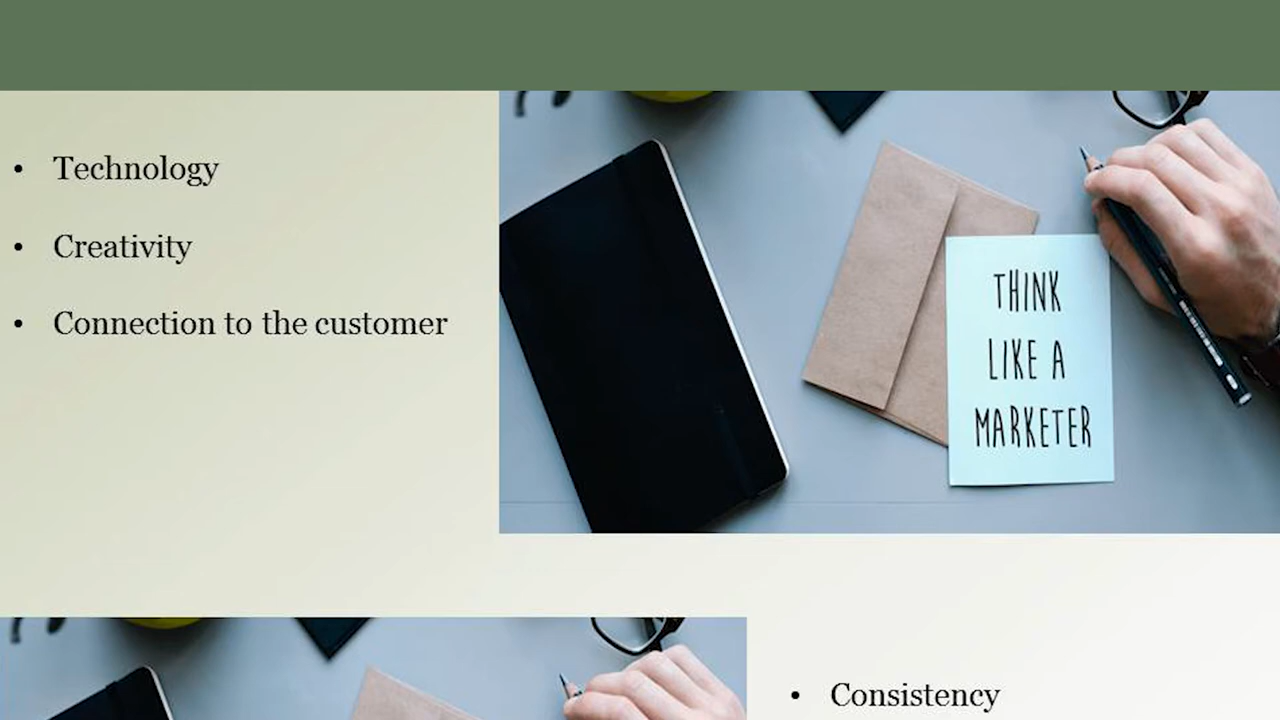 • Technology
• Creativity
• Connection to the customer
THINK
LIKE A
MARKETER
• Consistency